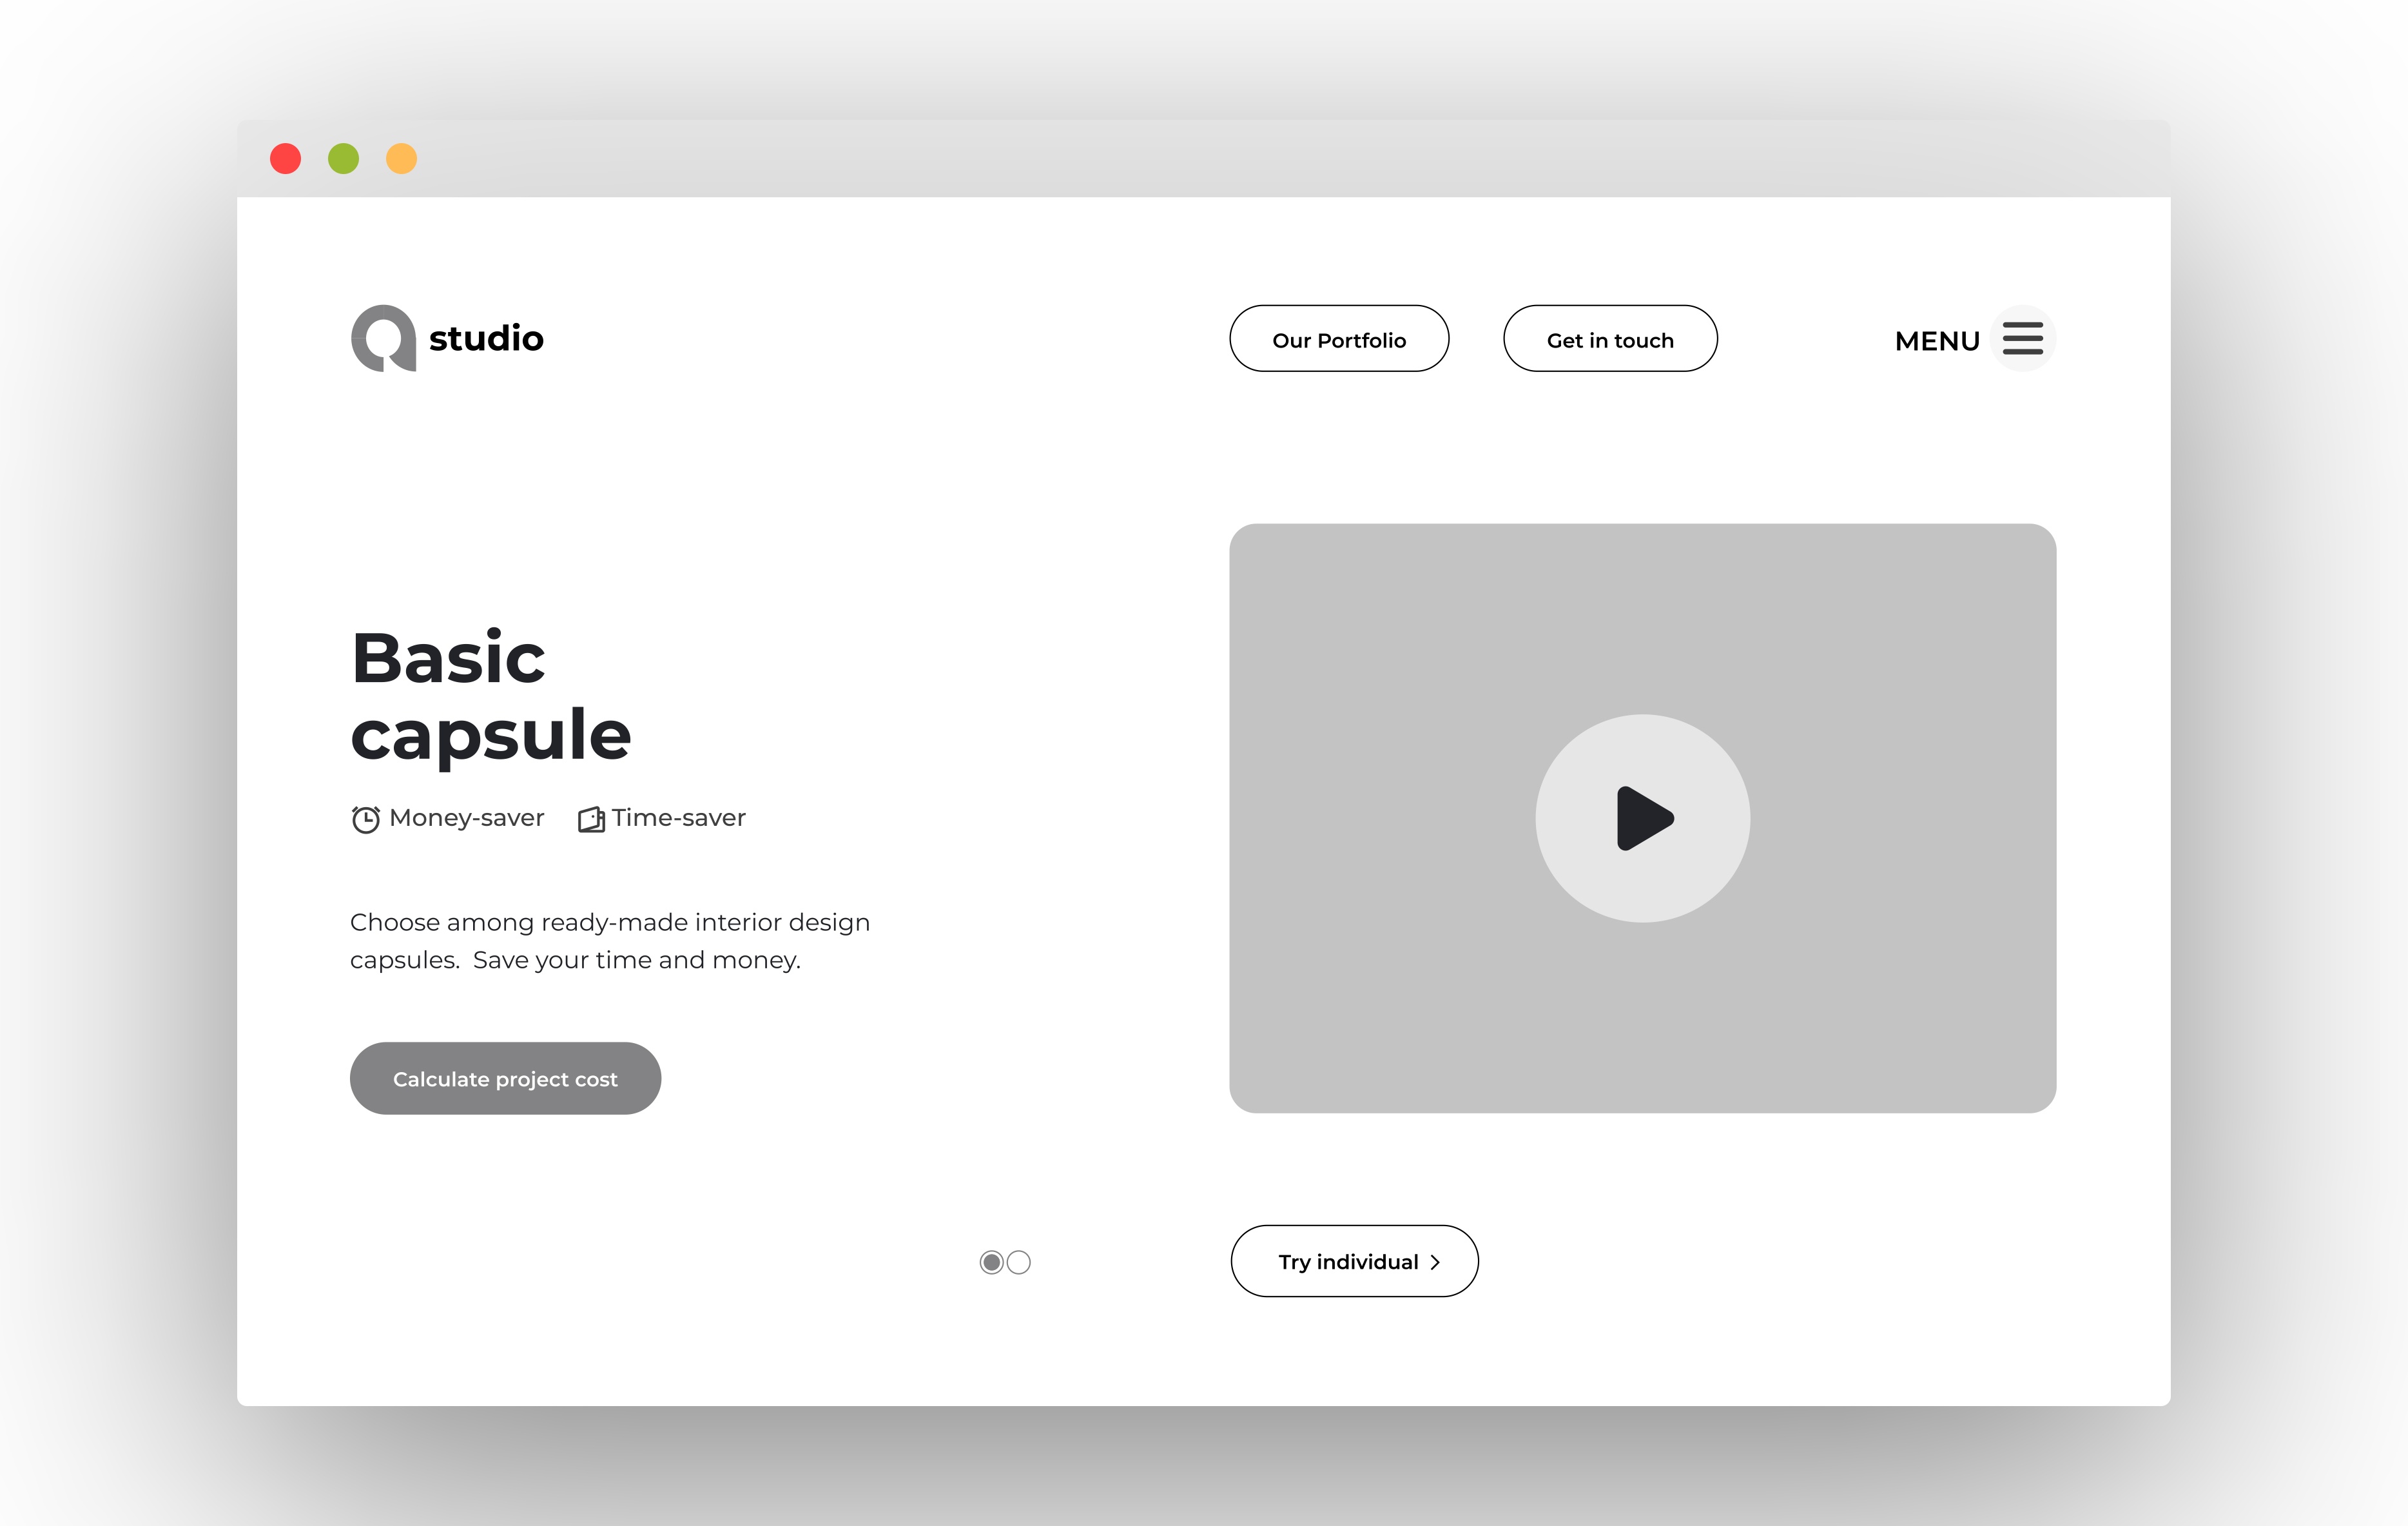 studio
Our Portfolio
Get in touch
MENU
Basic
capsule
Money-saver
Time-saver
Choose among ready-made interior design
capsules.  Save your time and money.
Calculate project cost
Try individual